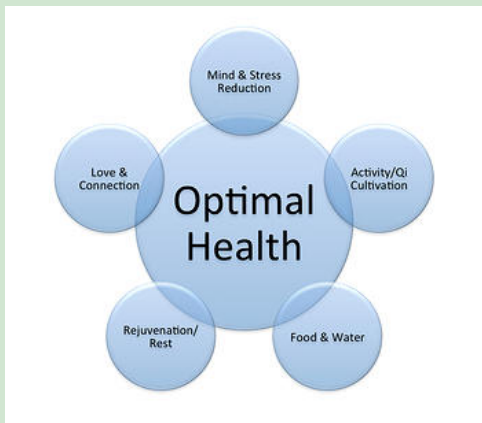 Mind & Stress
Reduction
Love &
Connection
Activity/Qi
Cultivation
Optimal
Health
Rejuvenation/
Rest
Food & Water